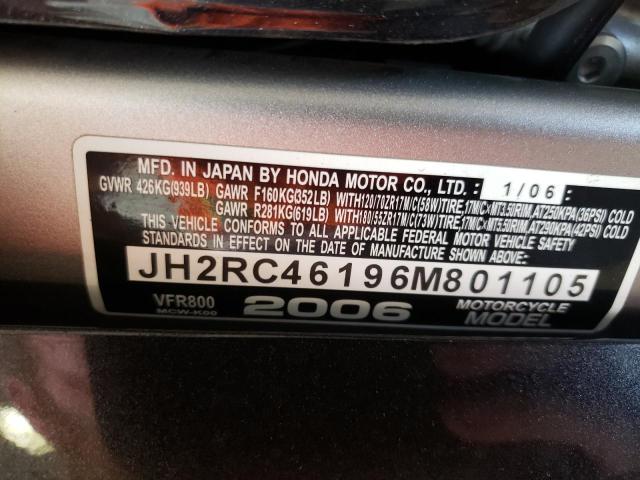 MFD. IN JAPAN BY HONDA MOTOR CO., LTD.: 1/06:
GVWR 426KG(939LB) GAWR F160KG(352LB) WITH120/70ZR17M/C(58W)TIRE,17M/C×MT3.50RIM,AT250KPA(36PSI) COLD
GAWR R281KG(619LB) WITH180/55ZR17M/C(73W)TIRE,17M/C×MT5.50RIM,AT290KPA(42PSI) COLD
THIS VEHICLE CONFORMS TO ALL APPLICABLE FEDERAL MOTOR VEHICLE SAFETY
STANDARDS IN EFFECT ON THE DATE OF MANUFACTURE SHOWN ABOVE.
JH2RC46196M801105
VFR800 2006 MOTORCYCLE
MCW-K00 MODEL